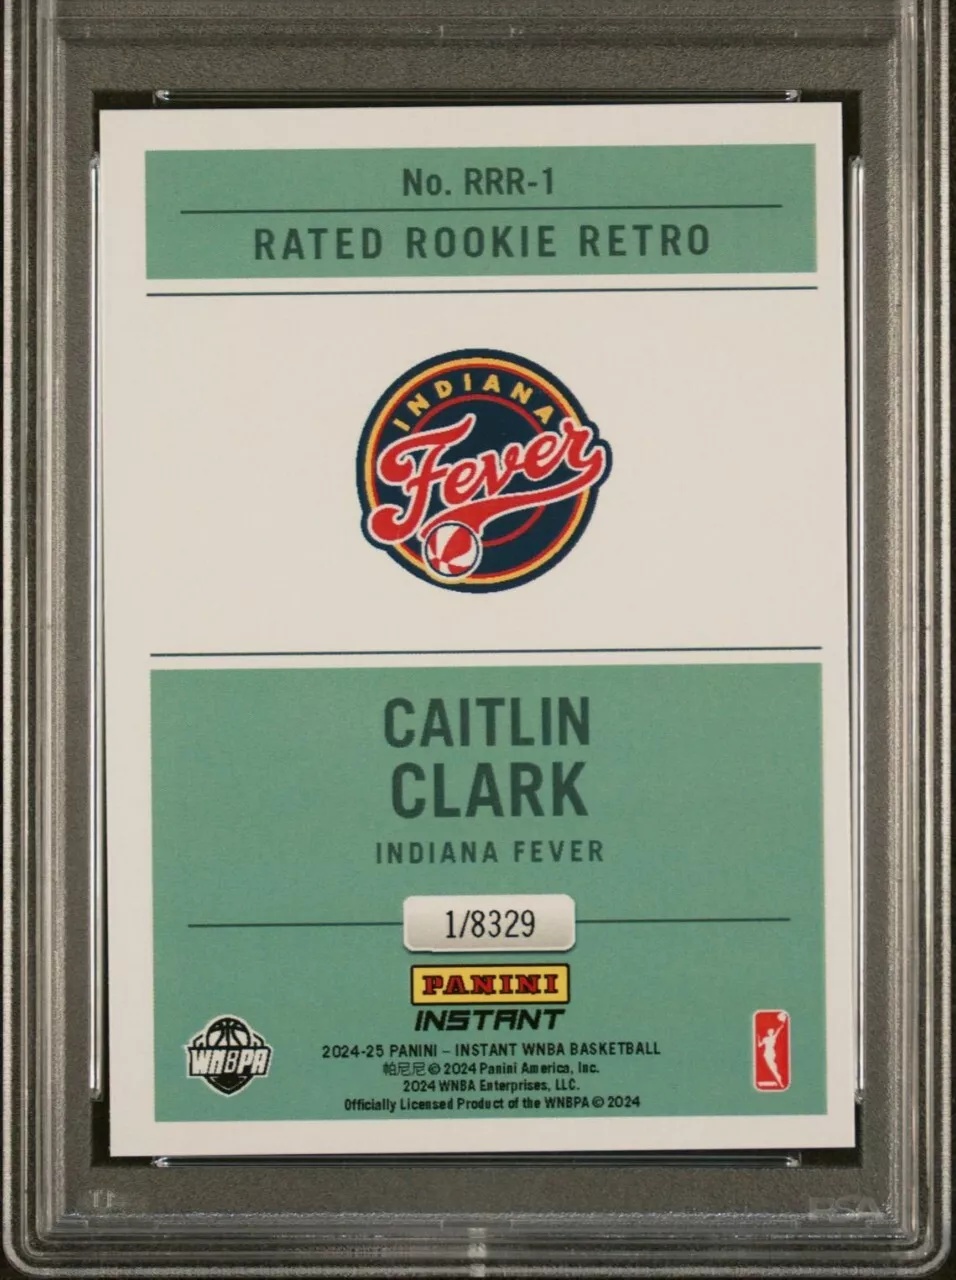 No. RRR-1
RATED ROOKIE RETRO
INDIANA
Fever
CAITLIN
CLARK
INDIANA FEVER
1/8329
PANINI
INSTANT
WNBPA
2024-25 PANINI – INSTANT WNBA BASKETBALL
帕尼尼 © 2024 Panini America, Inc.
2024 WNBA Enterprises, LLC.
Officially Licensed Product of the WNBPA © 2024
PSA